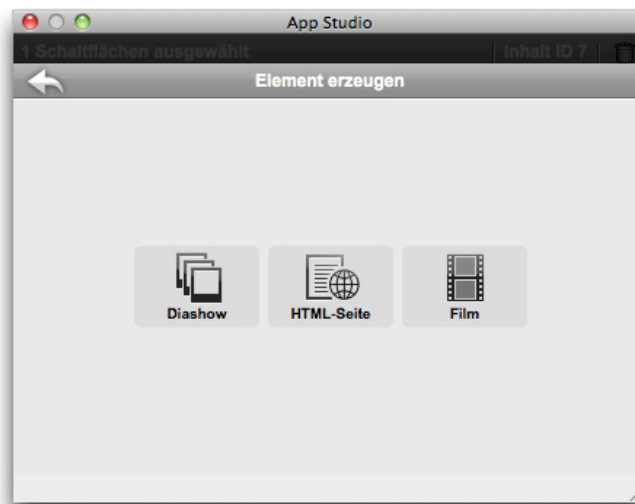 App Studio
1 Schaltflächen ausgewählt Inhalt ID 7
Element erzeugen
Diashow HTML-Seite Film